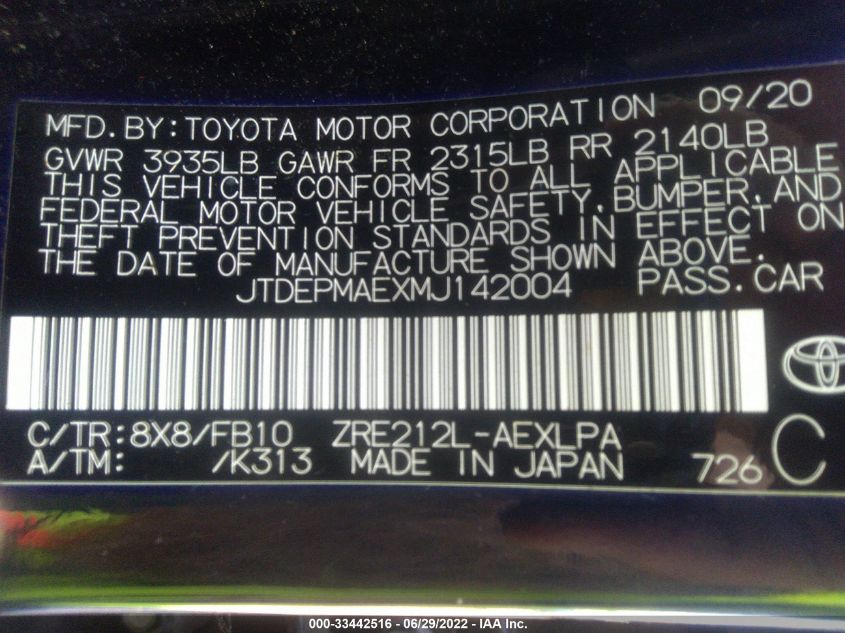 MFD.BY:TOYOTA MOTOR CORPORATION 09/20
GVWR 3935LB GAWR FR 2315LB RR 2140LB
THIS VEHICLE CONFORMS TO ALL APPLICABLE
FEDERAL MOTOR VEHICLE SAFETY,BUMPER,AND
THEFT PREVENTION STANDARDS IN EFFECT ON
THE DATE OF MANUFACTURE SHOWN ABOVE.
JTDEPMAEXMJ142004 PASS.CAR
C/TR:8X8/FB10 ZRE212L-AEXLPA C
A/TM: /K313 MADE IN JAPAN 726
000-33442516 - 06/29/2022 - IAA Inc.